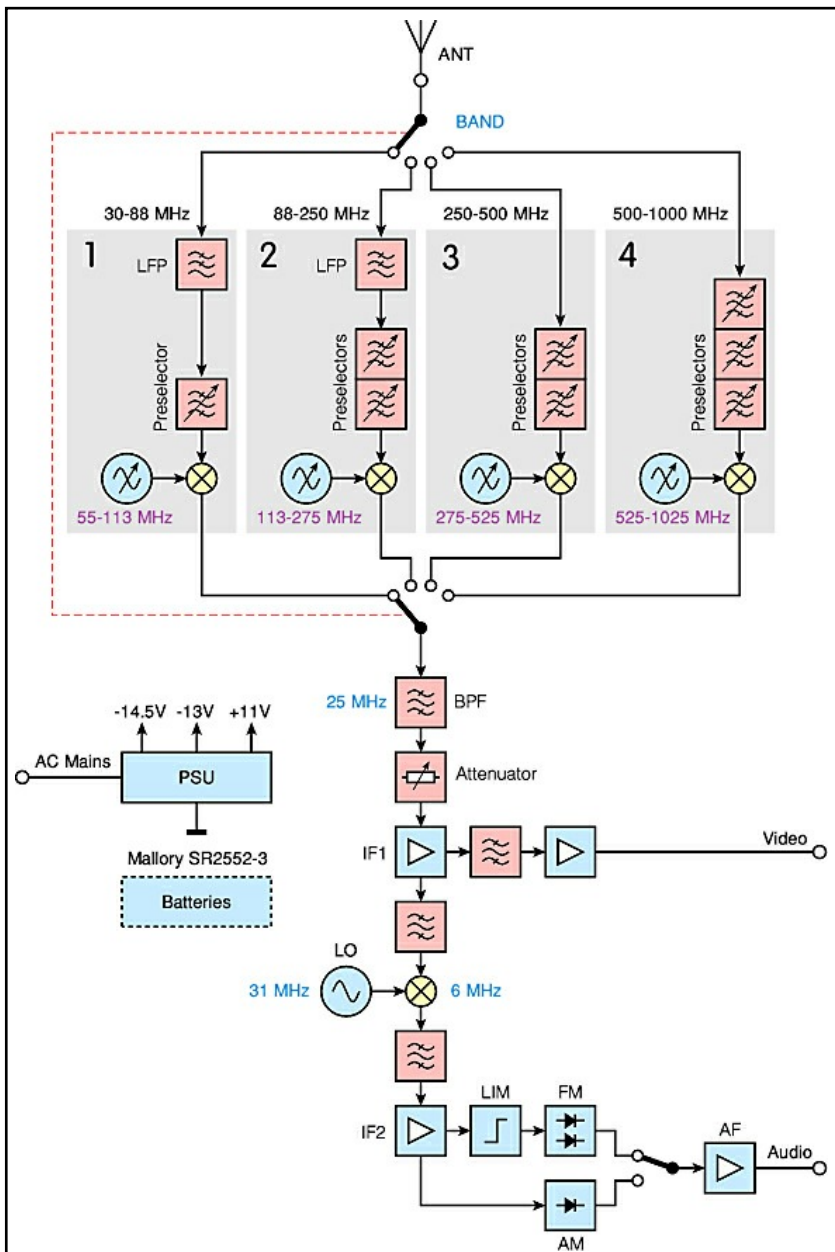 ANT
BAND
30-88 MHz
88-250 MHz
250-500 MHz
500-1000 MHz
1
2
3
4
LFP
LFP
Preselector
Preselectors
Preselectors
Preselectors
55-113 MHz
113-275 MHz
275-525 MHz
525-1025 MHz
25 MHz
BPF
-14.5V
-13V
+11V
AC Mains
PSU
Attenuator
Mallory SR2552-3
Batteries
IF1
Video
LO
31 MHz
6 MHz
LIM
FM
IF2
AF
Audio
AM